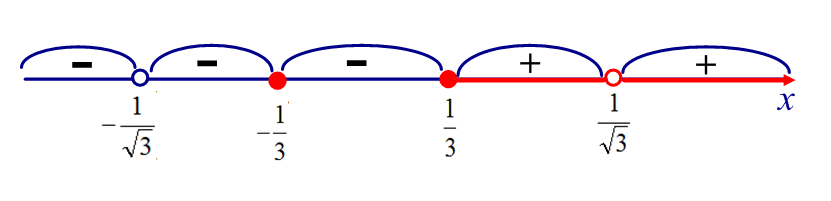 − − − + +
−1/√3 −1/3 1/3 1/√3 x